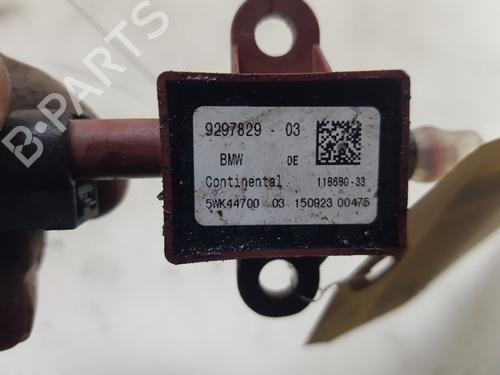 B-PARTS
9297829 - 03
BMW DE
Continental 118680-33
5WK44700 03 150923 00475